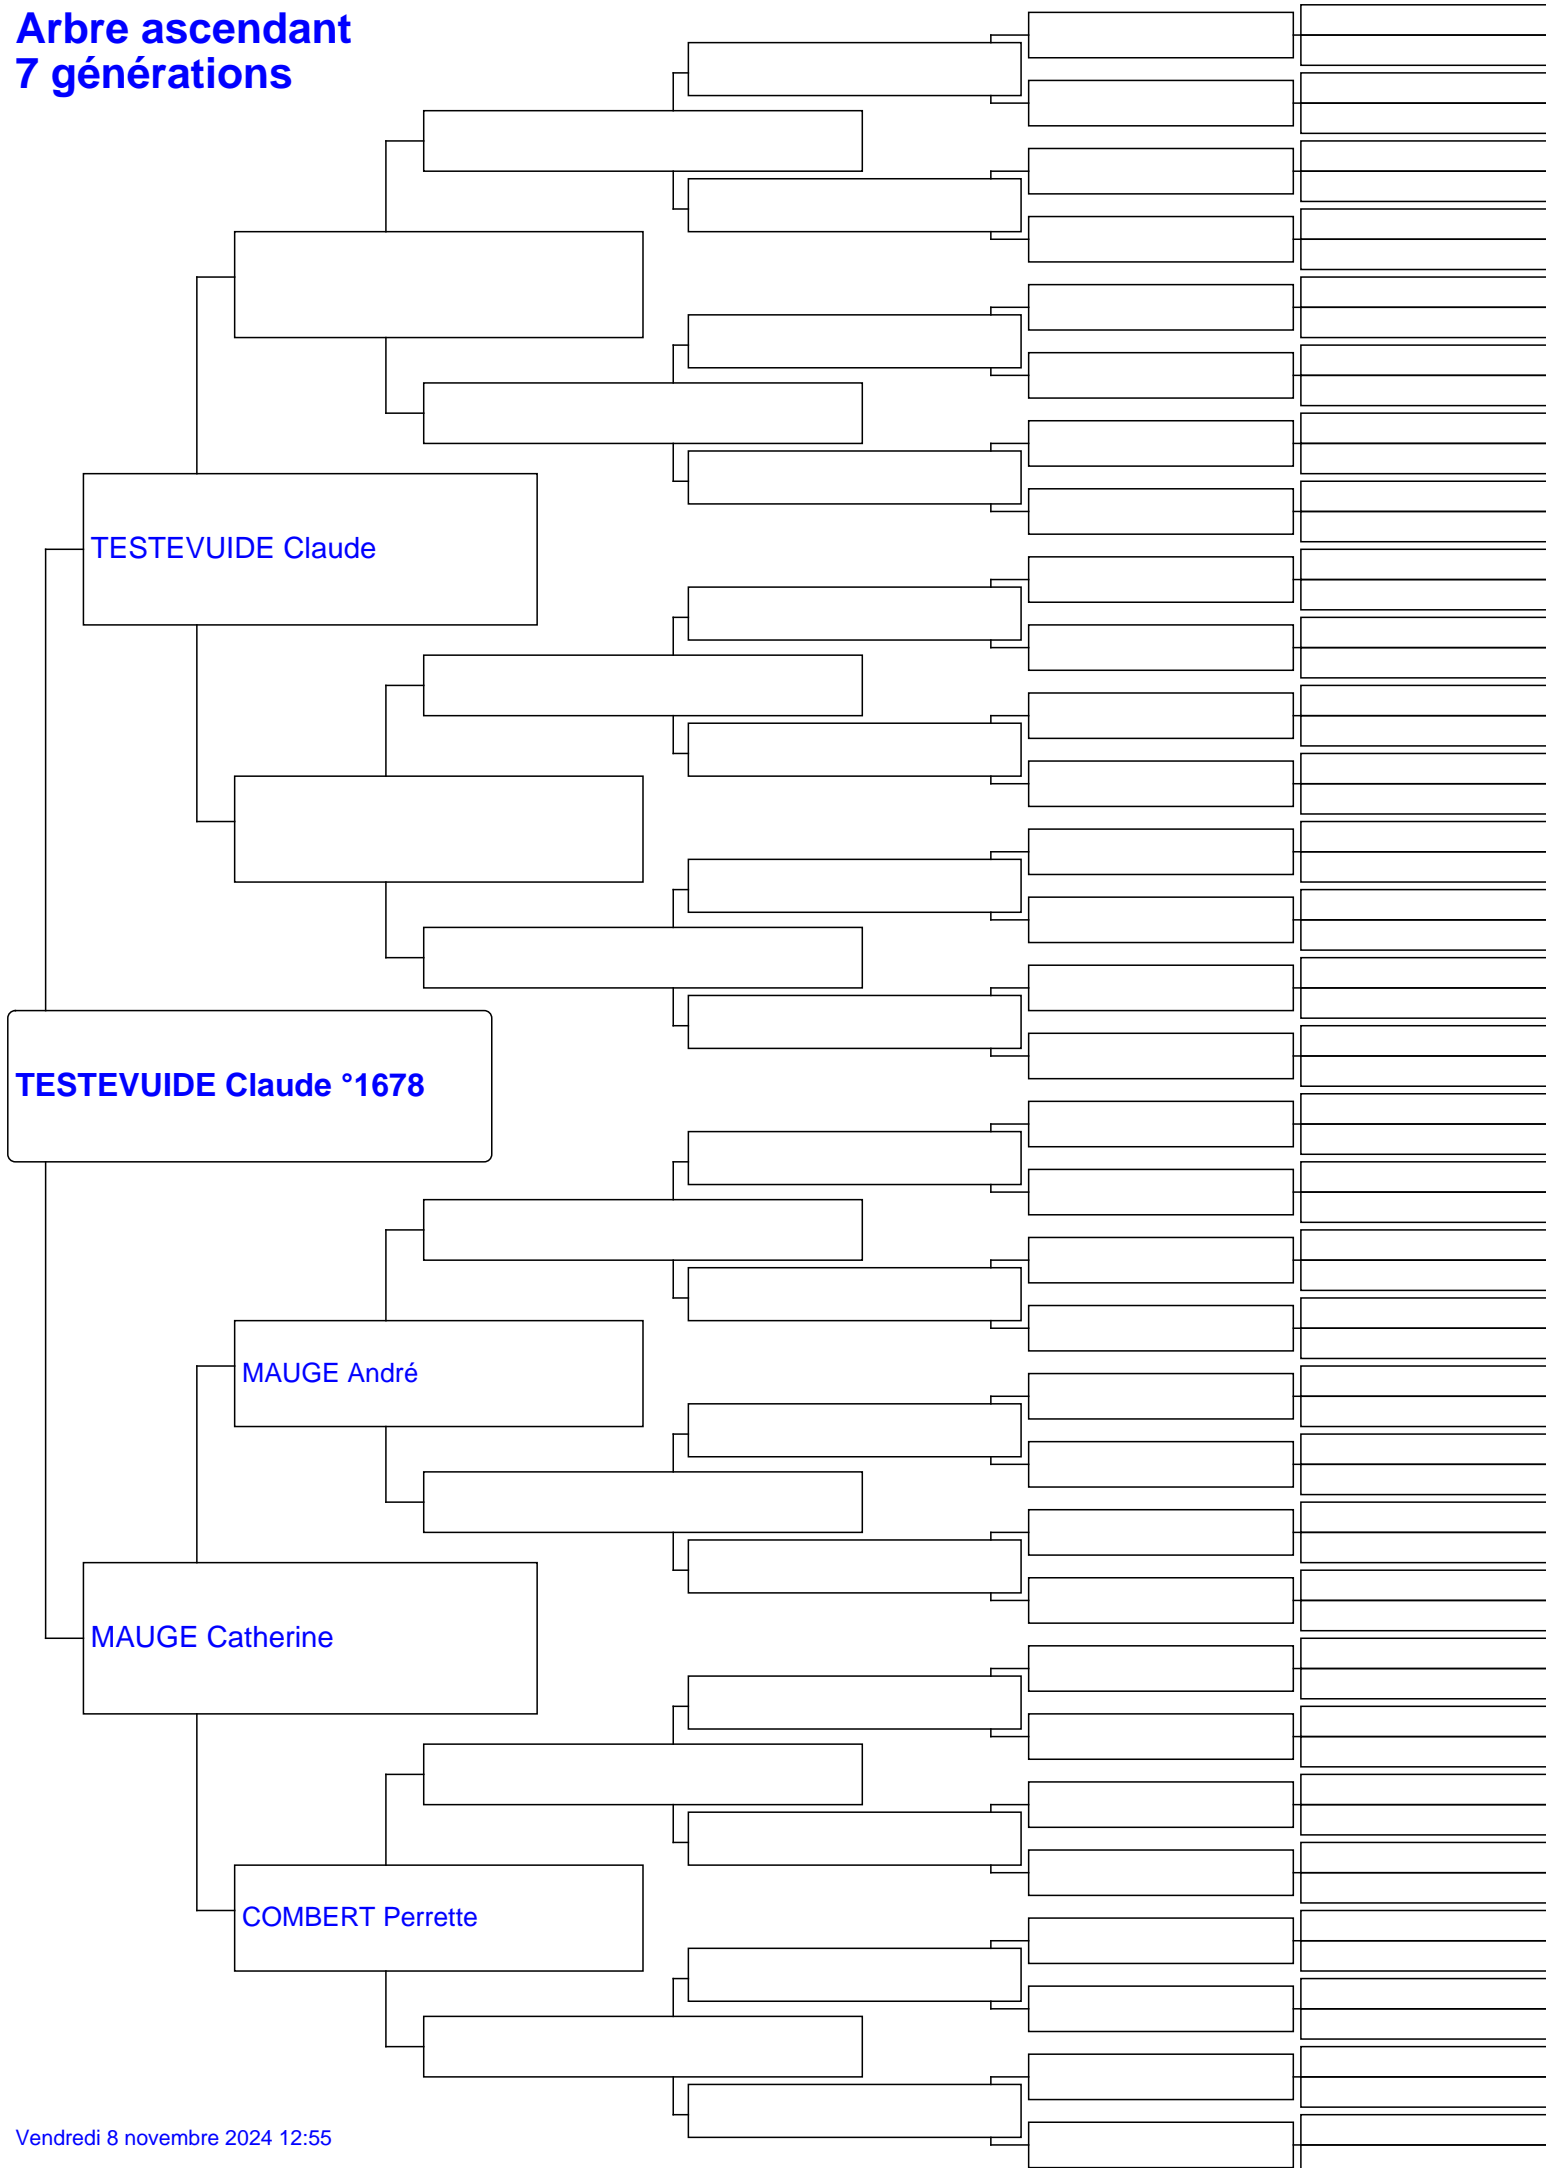 Arbre ascendant
7 générations
TESTEVUIDE Claude
TESTEVUIDE Claude °1678
MAUGE André
MAUGE Catherine
COMBERT Perrette
Vendredi 8 novembre 2024 12:55